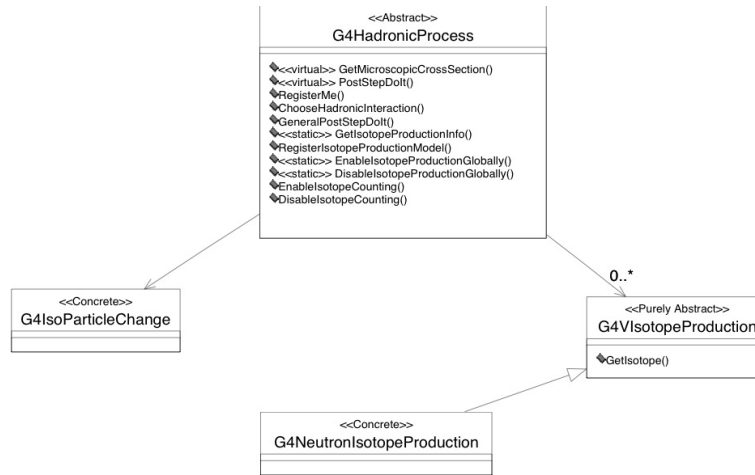 <<Abstract>>
G4HadronicProcess
<<virtual>> GetMicroscopicCrossSection()
<<virtual>> PostStepDoIt()
RegisterMe()
ChooseHadronicInteraction()
GeneralPostStepDoIt()
<<static>> GetIsotopeProductionInfo()
RegisterIsotopeProductionModel()
<<static>> EnableIsotopeProductionGlobally()
<<static>> DisableIsotopeProductionGlobally()
EnableIsotopeCounting()
DisableIsotopeCounting()
0..*
<<Concrete>>
G4IsoParticleChange
<<Purely Abstract>>
G4VIsotopeProduction
GetIsotope()
<<Concrete>>
G4NeutronIsotopeProduction